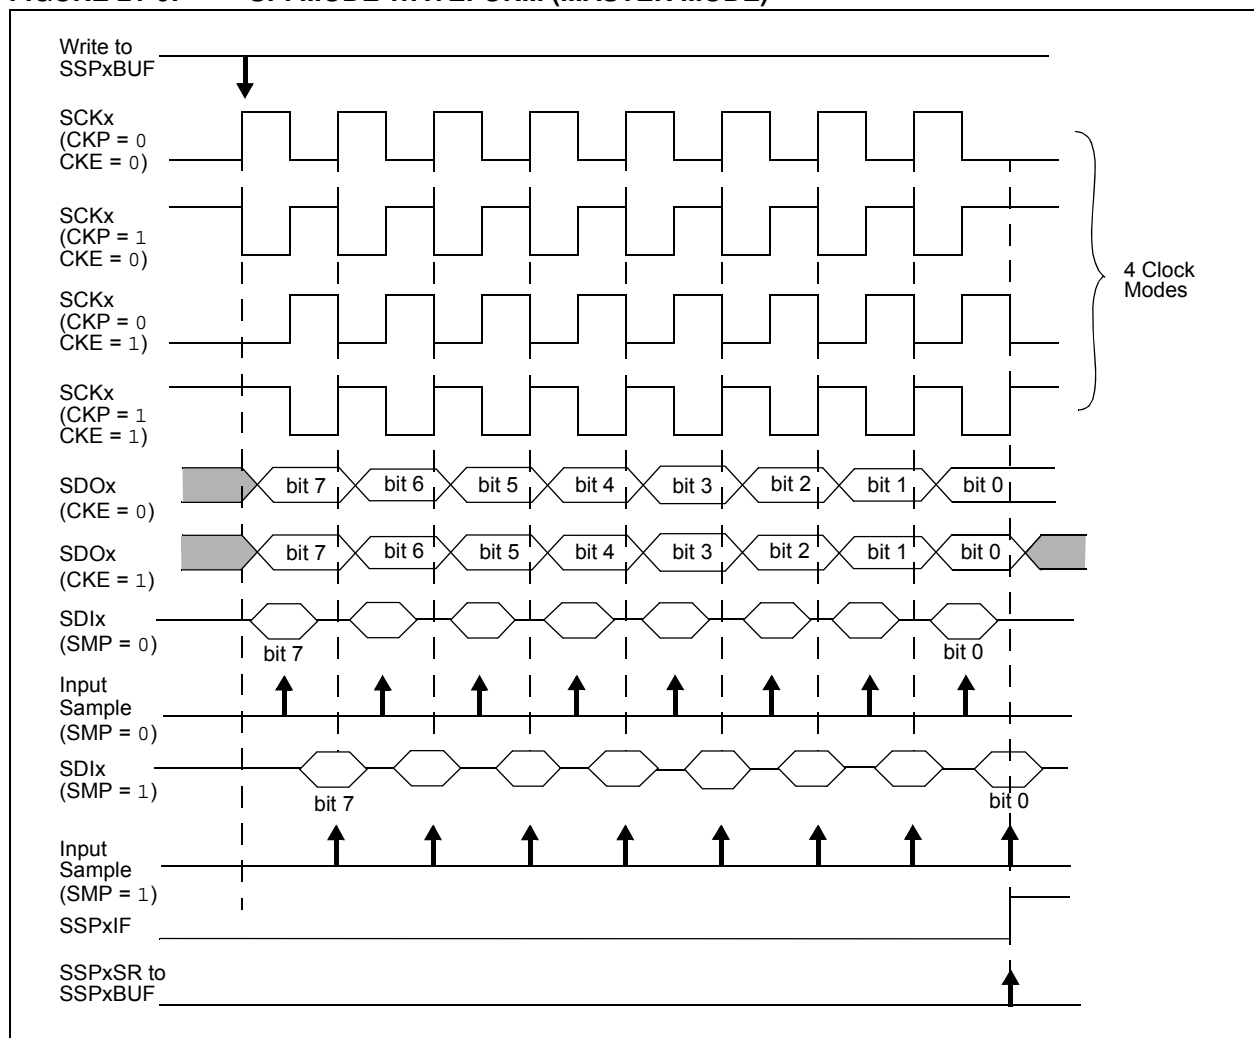 Write to
SSPxBUF
SCKx
(CKP = 0
CKE = 0)
SCKx
(CKP = 1
CKE = 0)
SCKx
(CKP = 0
CKE = 1)
SCKx
(CKP = 1
CKE = 1)
4 Clock
Modes
SDOx
(CKE = 0)
bit 7 bit 6 bit 5 bit 4 bit 3 bit 2 bit 1 bit 0
SDOx
(CKE = 1)
bit 7 bit 6 bit 5 bit 4 bit 3 bit 2 bit 1 bit 0
SDIx
(SMP = 0)
bit 7 bit 0
Input
Sample
(SMP = 0)
SDIx
(SMP = 1)
bit 7 bit 0
Input
Sample
(SMP = 1)
SSPxIF
SSPxSR to
SSPxBUF